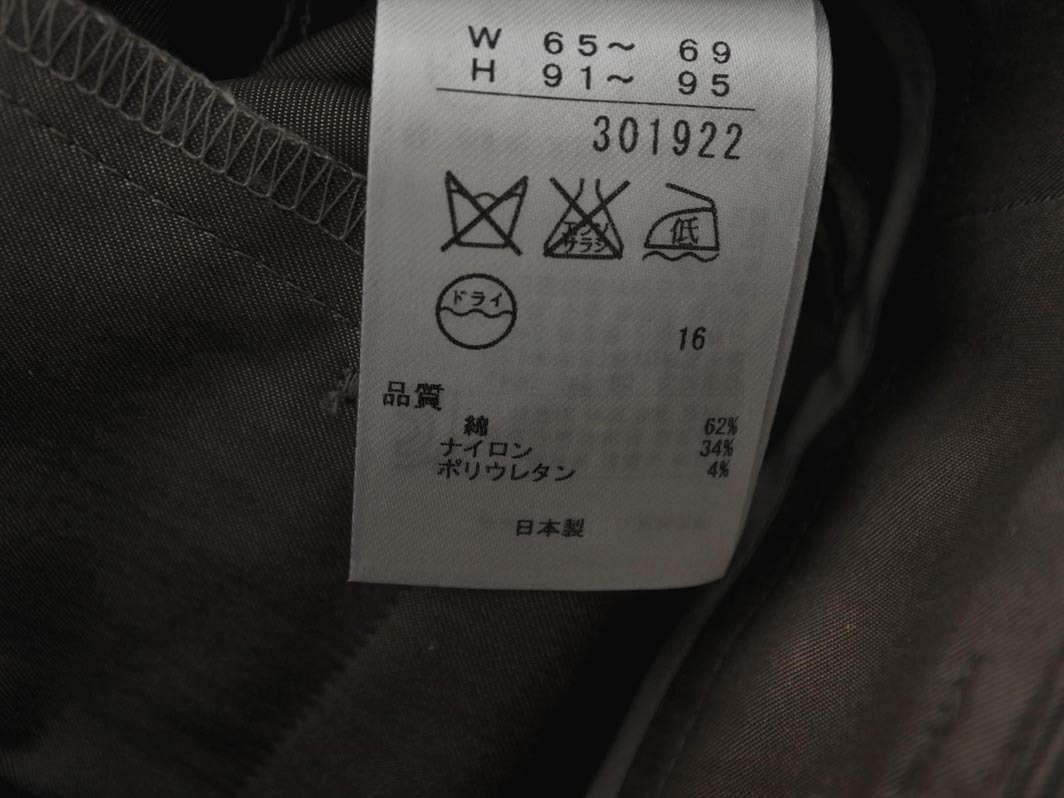 W 65～ 69
H 91～ 95
301922
エンソ
サラシ
低
ドライ
16
品質
綿 62%
ナイロン 34%
ポリウレタン 4%
日本製